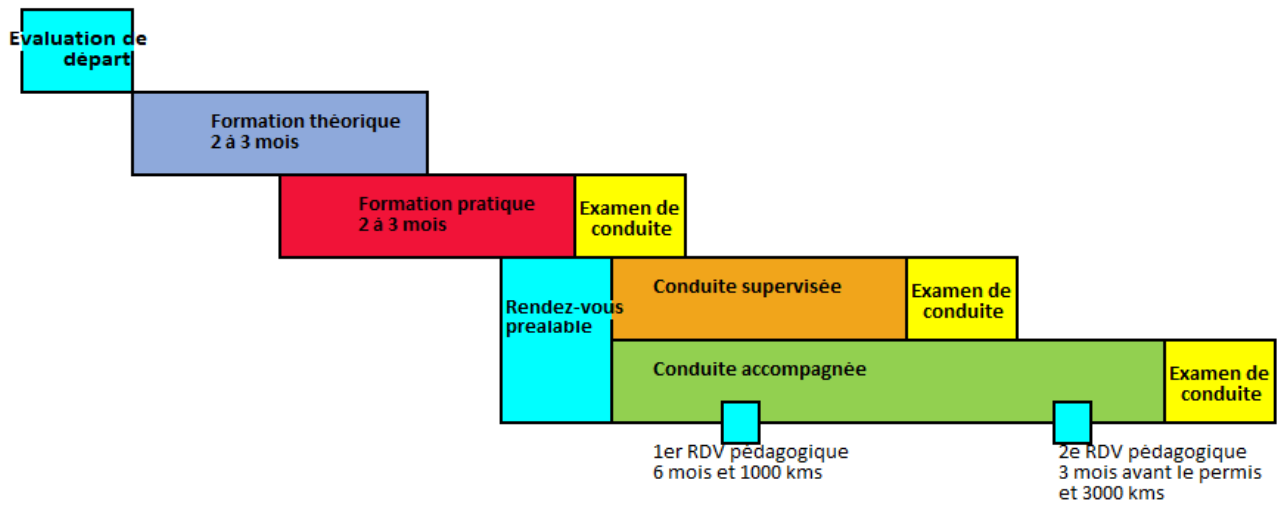 Evaluation de
départ
Formation théorique
2 à 3 mois
Formation pratique
2 à 3 mois
Examen de
conduite
Rendez-vous
prealable
Conduite supervisée
Examen de
conduite
Conduite accompagnée
Examen de
conduite
1er RDV pédagogique
6 mois et 1000 kms
2e RDV pédagogique
3 mois avant le permis
et 3000 kms